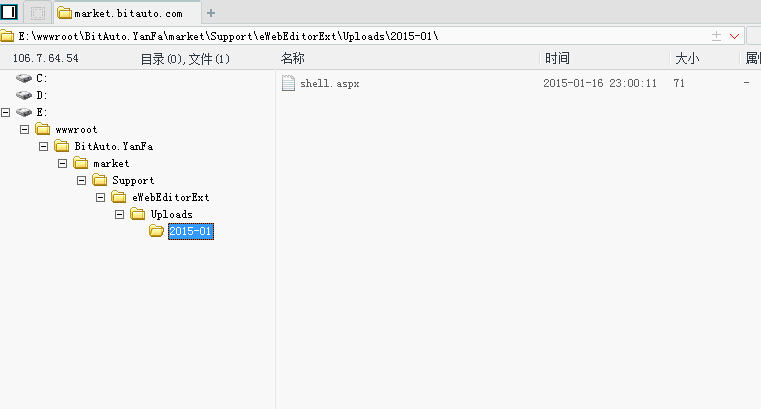 market.bitauto.com
E:\wwwroot\BitAuto.YanFa\market\Support\eWebEditorExt\Uploads\2015-01\
106.7.64.54 目录(0),文件(1) 名称 时间 大小 属性
C: shell.aspx 2015-01-16 23:00:11 71 -
D:
E:
wwwroot
BitAuto.YanFa
market
Support
eWebEditorExt
Uploads
2015-01